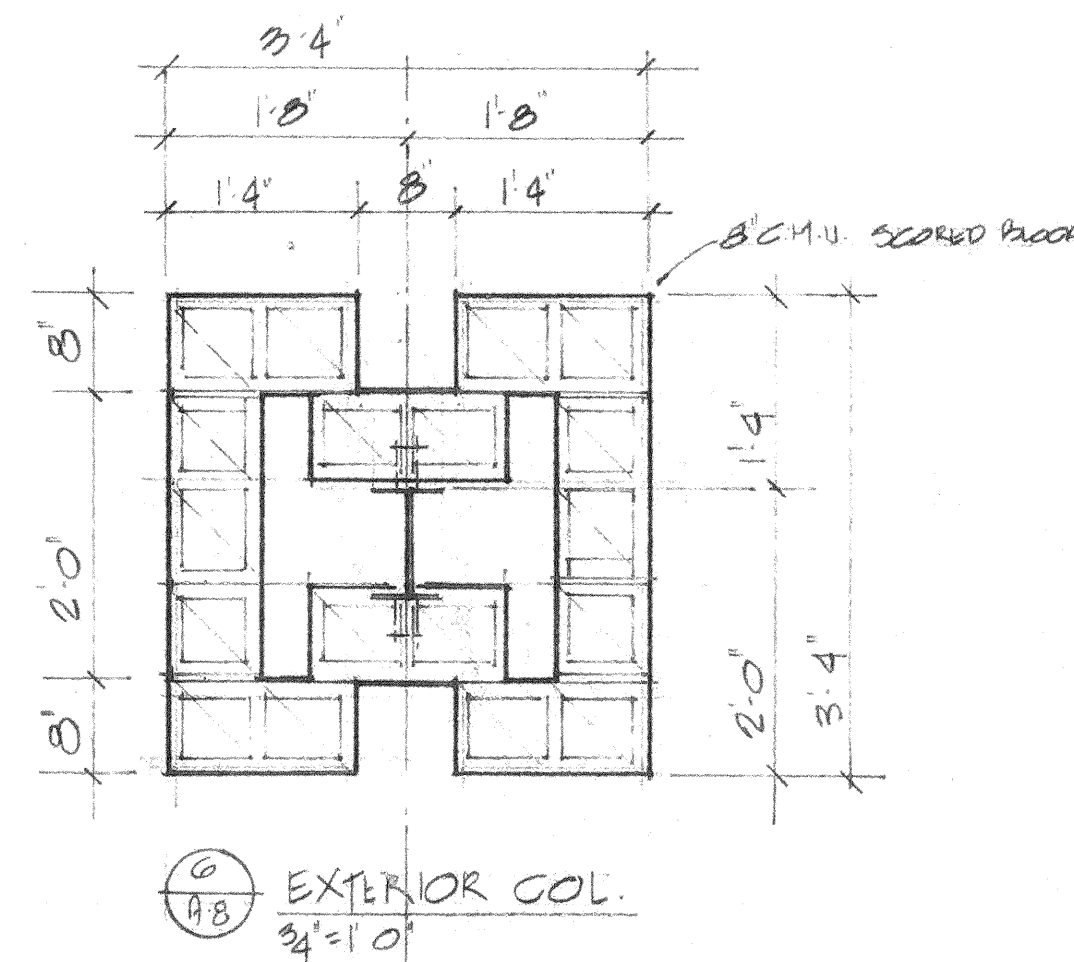 3'-4"
1'-8" 1'-8"
1'-4" 8" 1'-4"
8" C.M.U. SCORED BLOCK
8"
1'-4"
2'-0"
2'-0"
3'-4"
8"
6
A-8
EXTERIOR COL.
3/4"=1'0"